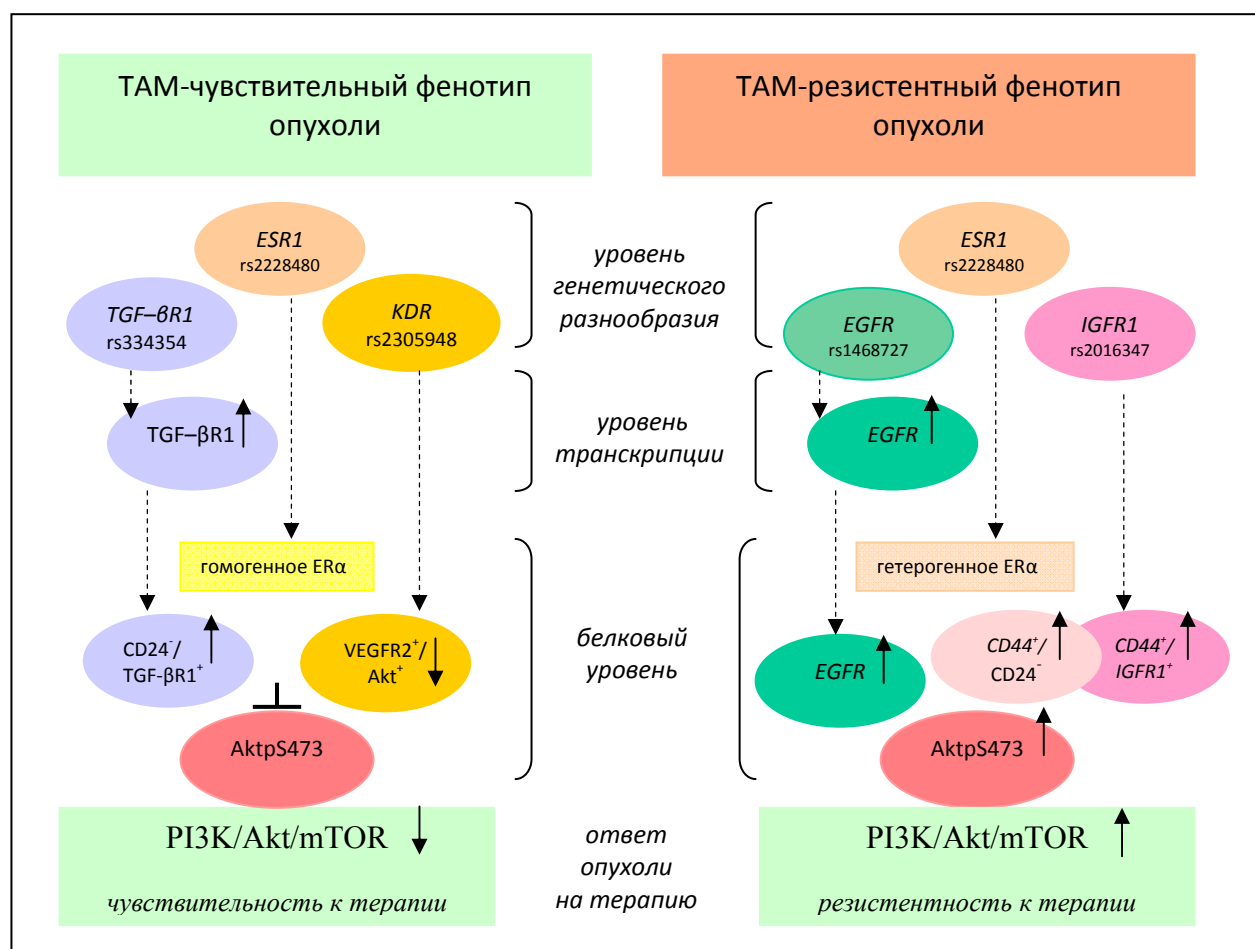 ТАМ-чувствительный фенотип
опухоли
ТАМ-резистентный фенотип
опухоли
ESR1
rs2228480
TGF–βR1
rs334354
KDR
rs2305948
уровень
генетического
разнообразия
ESR1
rs2228480
EGFR
rs1468727
IGFR1
rs2016347
TGF–βR1
уровень
транскрипции
EGFR
гомогенное ERα
гетерогенное ERα
CD24⁻/
TGF-βR1⁺
VEGFR2⁺/
Akt⁺
белковый
уровень
EGFR
CD44⁺/
CD24⁻
CD44⁺/
IGFR1⁺
AktpS473
AktpS473
PI3K/Akt/mTOR
чувствительность к терапии
ответ
опухоли
на терапию
PI3K/Akt/mTOR
резистентность к терапии